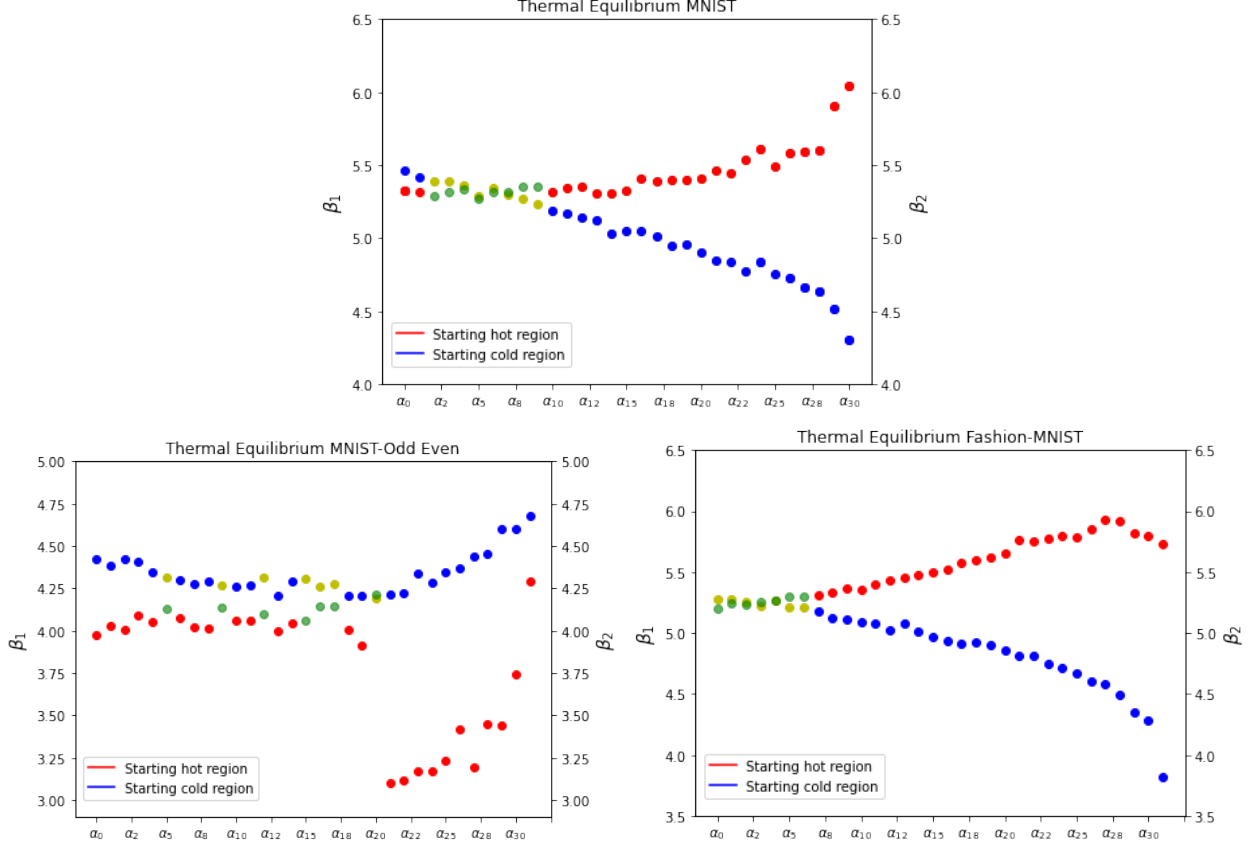 Thermal Equilibrium MNIST
6.5 6.5
6.0 6.0
5.5 5.5
β1 5.0 5.0 β2
4.5 4.5
4.0 4.0
Starting hot region
Starting cold region
α0 α2 α5 α8 α10 α12 α15 α18 α20 α22 α25 α28 α30
Thermal Equilibrium MNIST-Odd Even
5.00 5.00
4.75 4.75
4.50 4.50
4.25 4.25
β1 4.00 4.00 β2
3.75 3.75
3.50 3.50
3.25 3.25
3.00 3.00
Starting hot region
Starting cold region
α0 α2 α5 α8 α10 α12 α15 α18 α20 α22 α25 α28 α30
Thermal Equilibrium Fashion-MNIST
6.5 6.5
6.0 6.0
5.5 5.5
β1 5.0 5.0 β2
4.5 4.5
4.0 4.0
3.5 3.5
Starting hot region
Starting cold region
α0 α2 α5 α8 α10 α12 α15 α18 α20 α22 α25 α28 α30